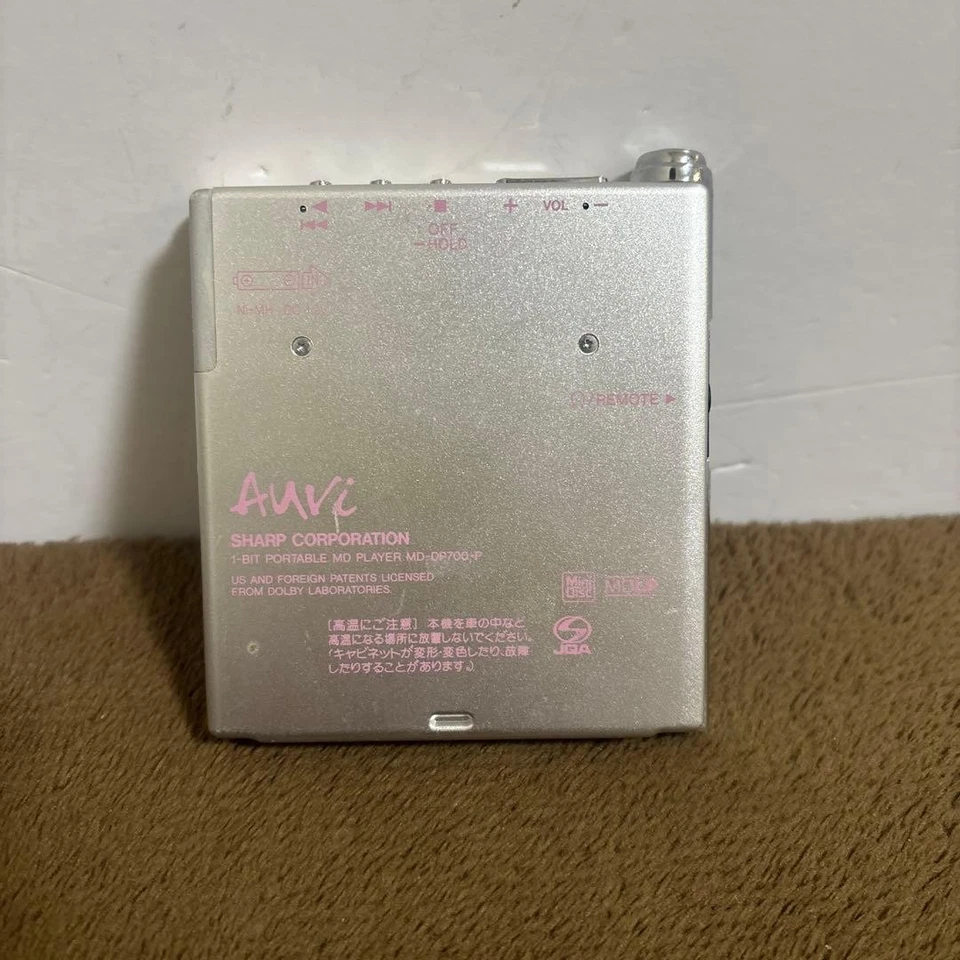 VOL
OFF
HOLD
Ni-MH
REMOTE
Auvi
SHARP CORPORATION
1-BIT PORTABLE MD PLAYER MD-DP700-P
US AND FOREIGN PATENTS LICENSED
FROM DOLBY LABORATORIES.
Mini
Disc
MDLP
[高温にご注意] 本機を車の中など
高温になる場所に放置しないでください。
(キャビネットが変形・変色したり、故障
したりすることがあります。)
JQA